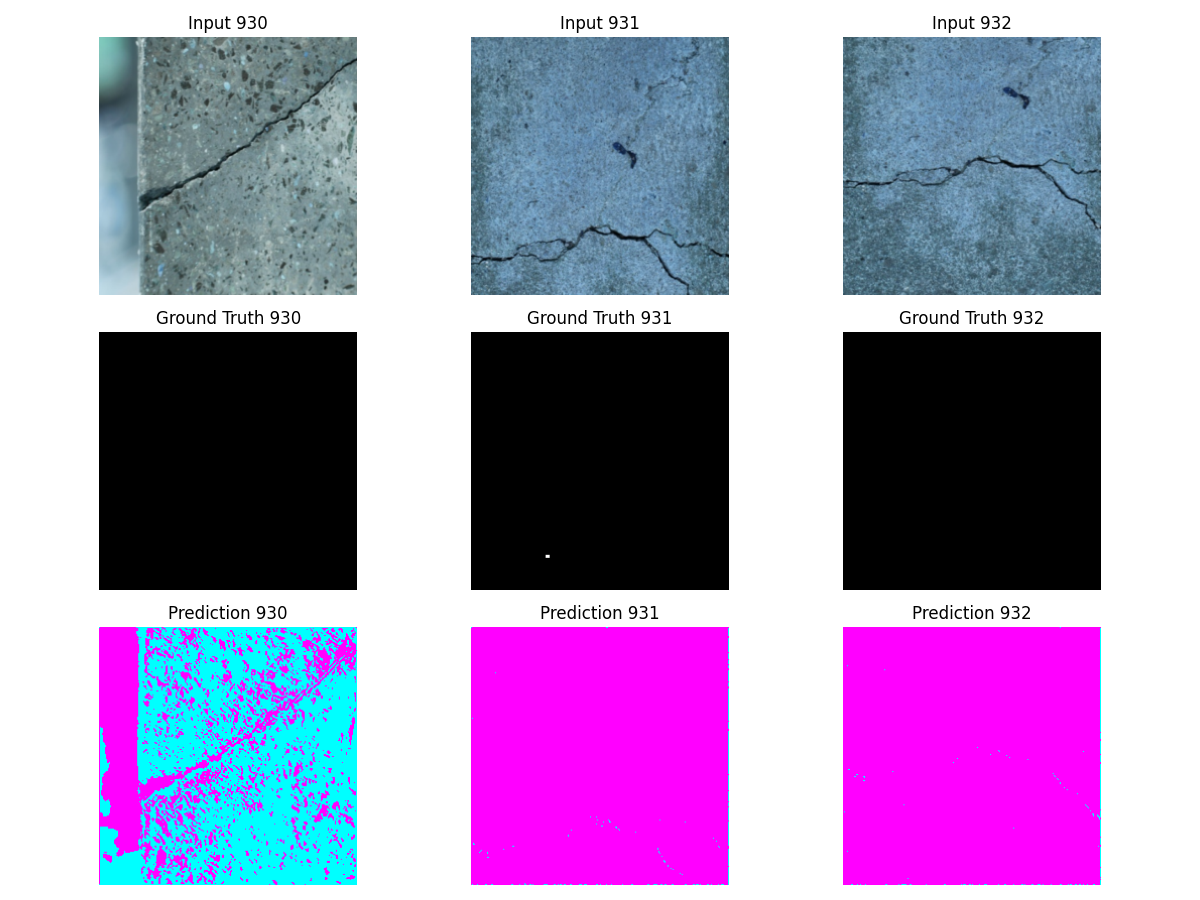 Input 930
Input 931
Input 932
Ground Truth 930
Ground Truth 931
Ground Truth 932
Prediction 930
Prediction 931
Prediction 932